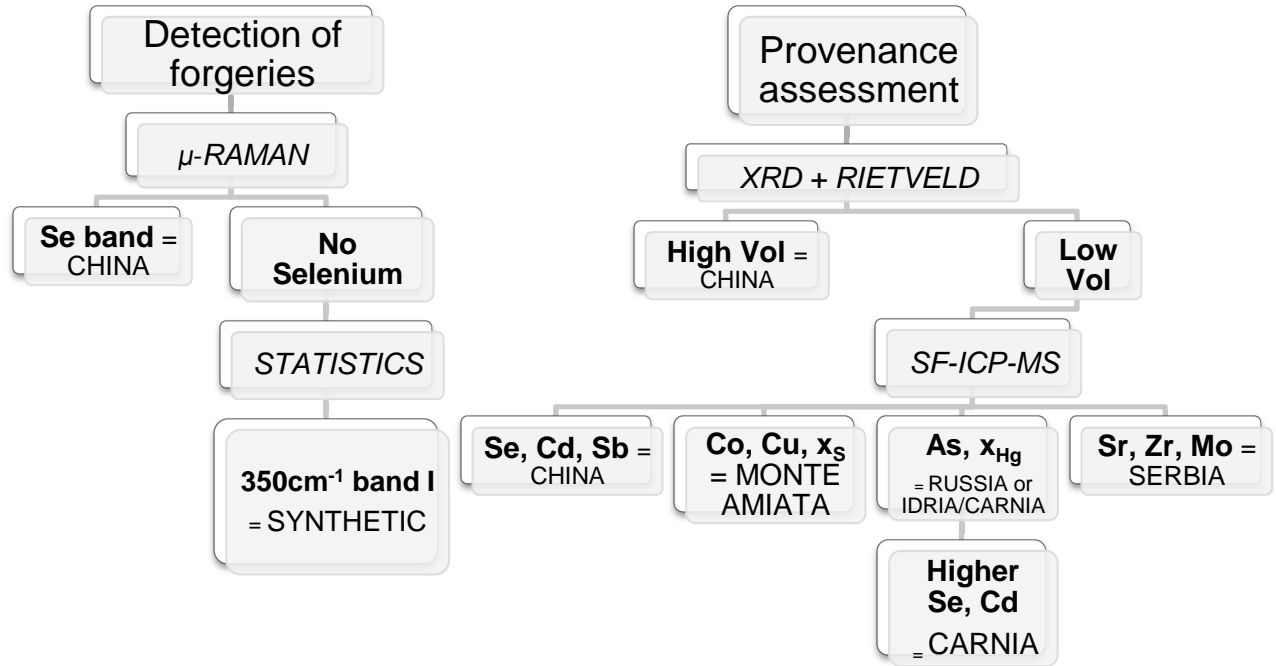 Detection of
forgeries
μ-RAMAN
Se band =
CHINA
No
Selenium
STATISTICS
350cm⁻¹ band I
= SYNTHETIC
Provenance
assessment
XRD + RIETVELD
High Vol =
CHINA
Low
Vol
SF-ICP-MS
Se, Cd, Sb =
CHINA
Co, Cu, xS
= MONTE
AMIATA
As, xHg
= RUSSIA or
IDRIA/CARNIA
Sr, Zr, Mo =
SERBIA
Higher
Se, Cd
= CARNIA